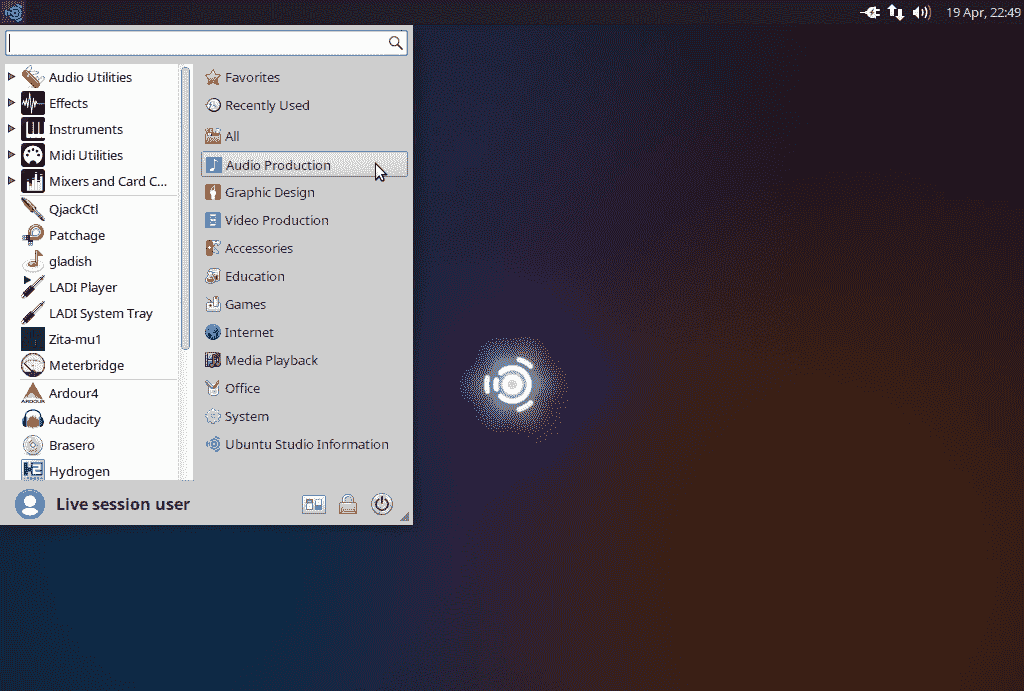 19 Apr, 22:49
Audio Utilities
Effects
Instruments
Midi Utilities
Mixers and Card C...
QjackCtl
Patchage
gladish
LADI Player
LADI System Tray
Zita-mu1
Meterbridge
Ardour4
Audacity
Brasero
Hydrogen
Favorites
Recently Used
All
Audio Production
Graphic Design
Video Production
Accessories
Education
Games
Internet
Media Playback
Office
System
Ubuntu Studio Information
Live session user